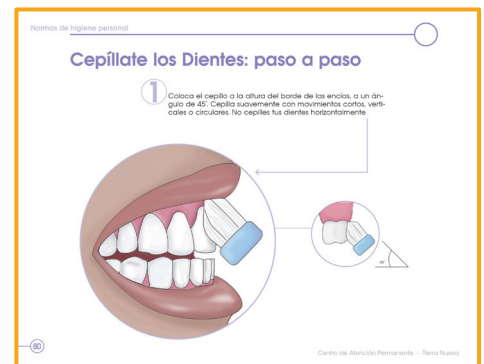 Normas de higiene personal
Cepíllate los Dientes: paso a paso
1
Coloca el cepillo a la altura del borde de las encías, a un án-
gulo de 45°. Cepilla suavemente con movimientos cortos, verti-
cales o circulares. No cepilles tus dientes horizontalmente
80
Centro de Atención Permanente - Tierra Nueva